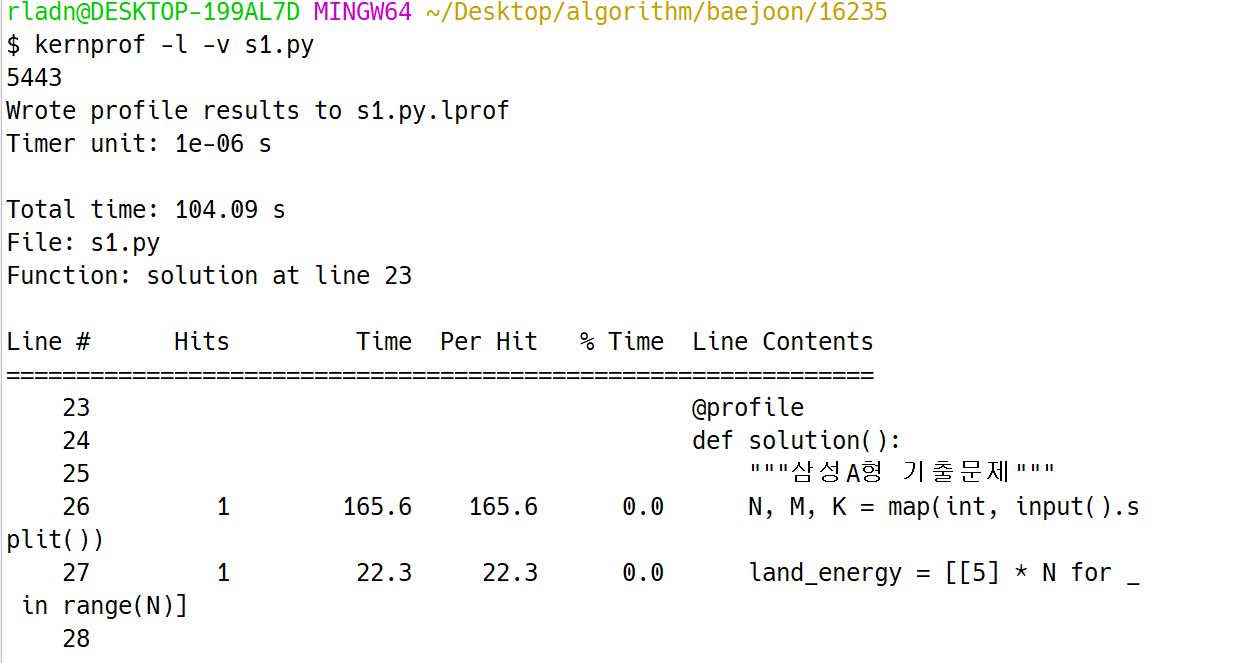 rladn@DESKTOP-199AL7D MINGW64 ~/Desktop/algorithm/baejoon/16235
$ kernprof -l -v s1.py
5443
Wrote profile results to s1.py.lprof
Timer unit: 1e-06 s
Total time: 104.09 s
File: s1.py
Function: solution at line 23
Line #      Hits         Time  Per Hit   % Time  Line Contents
==============================================================
    23                                           @profile
    24                                           def solution():
    25                                               """삼성A형 기출문제"""
    26         1        165.6    165.6      0.0      N, M, K = map(int, input().s
plit())
    27         1         22.3     22.3      0.0      land_energy = [[5] * N for _
 in range(N)]
    28